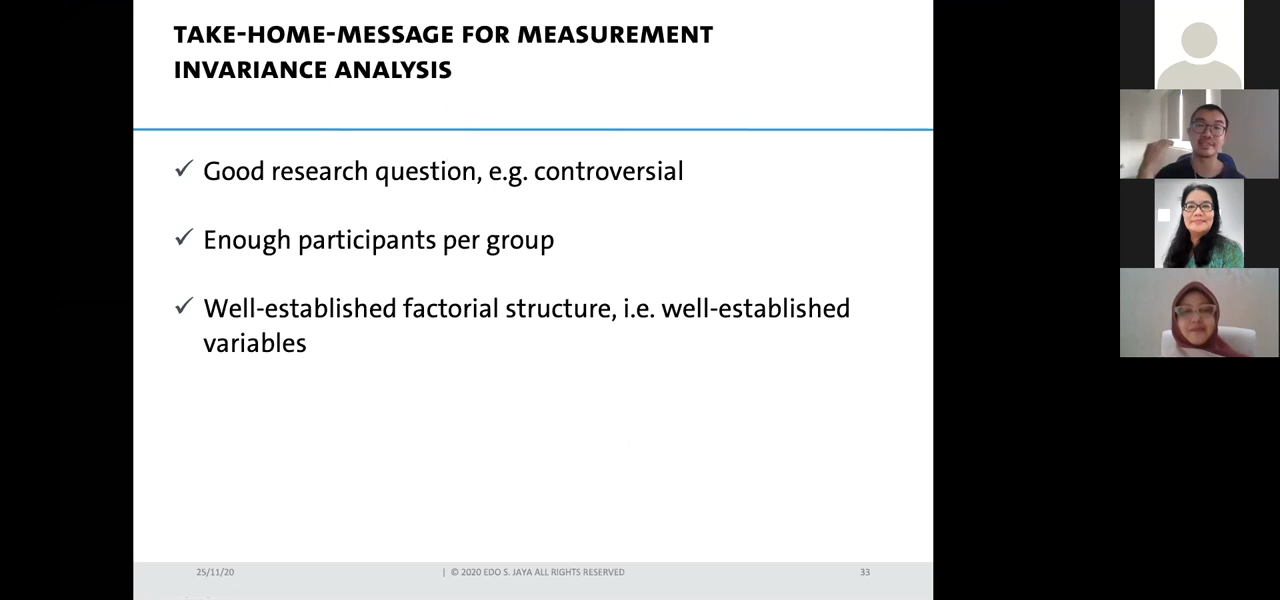 TAKE-HOME-MESSAGE FOR MEASUREMENT
INVARIANCE ANALYSIS
✓ Good research question, e.g. controversial
✓ Enough participants per group
✓ Well-established factorial structure, i.e. well-established
variables
25/11/20 | © 2020 EDO S. JAYA ALL RIGHTS RESERVED 33